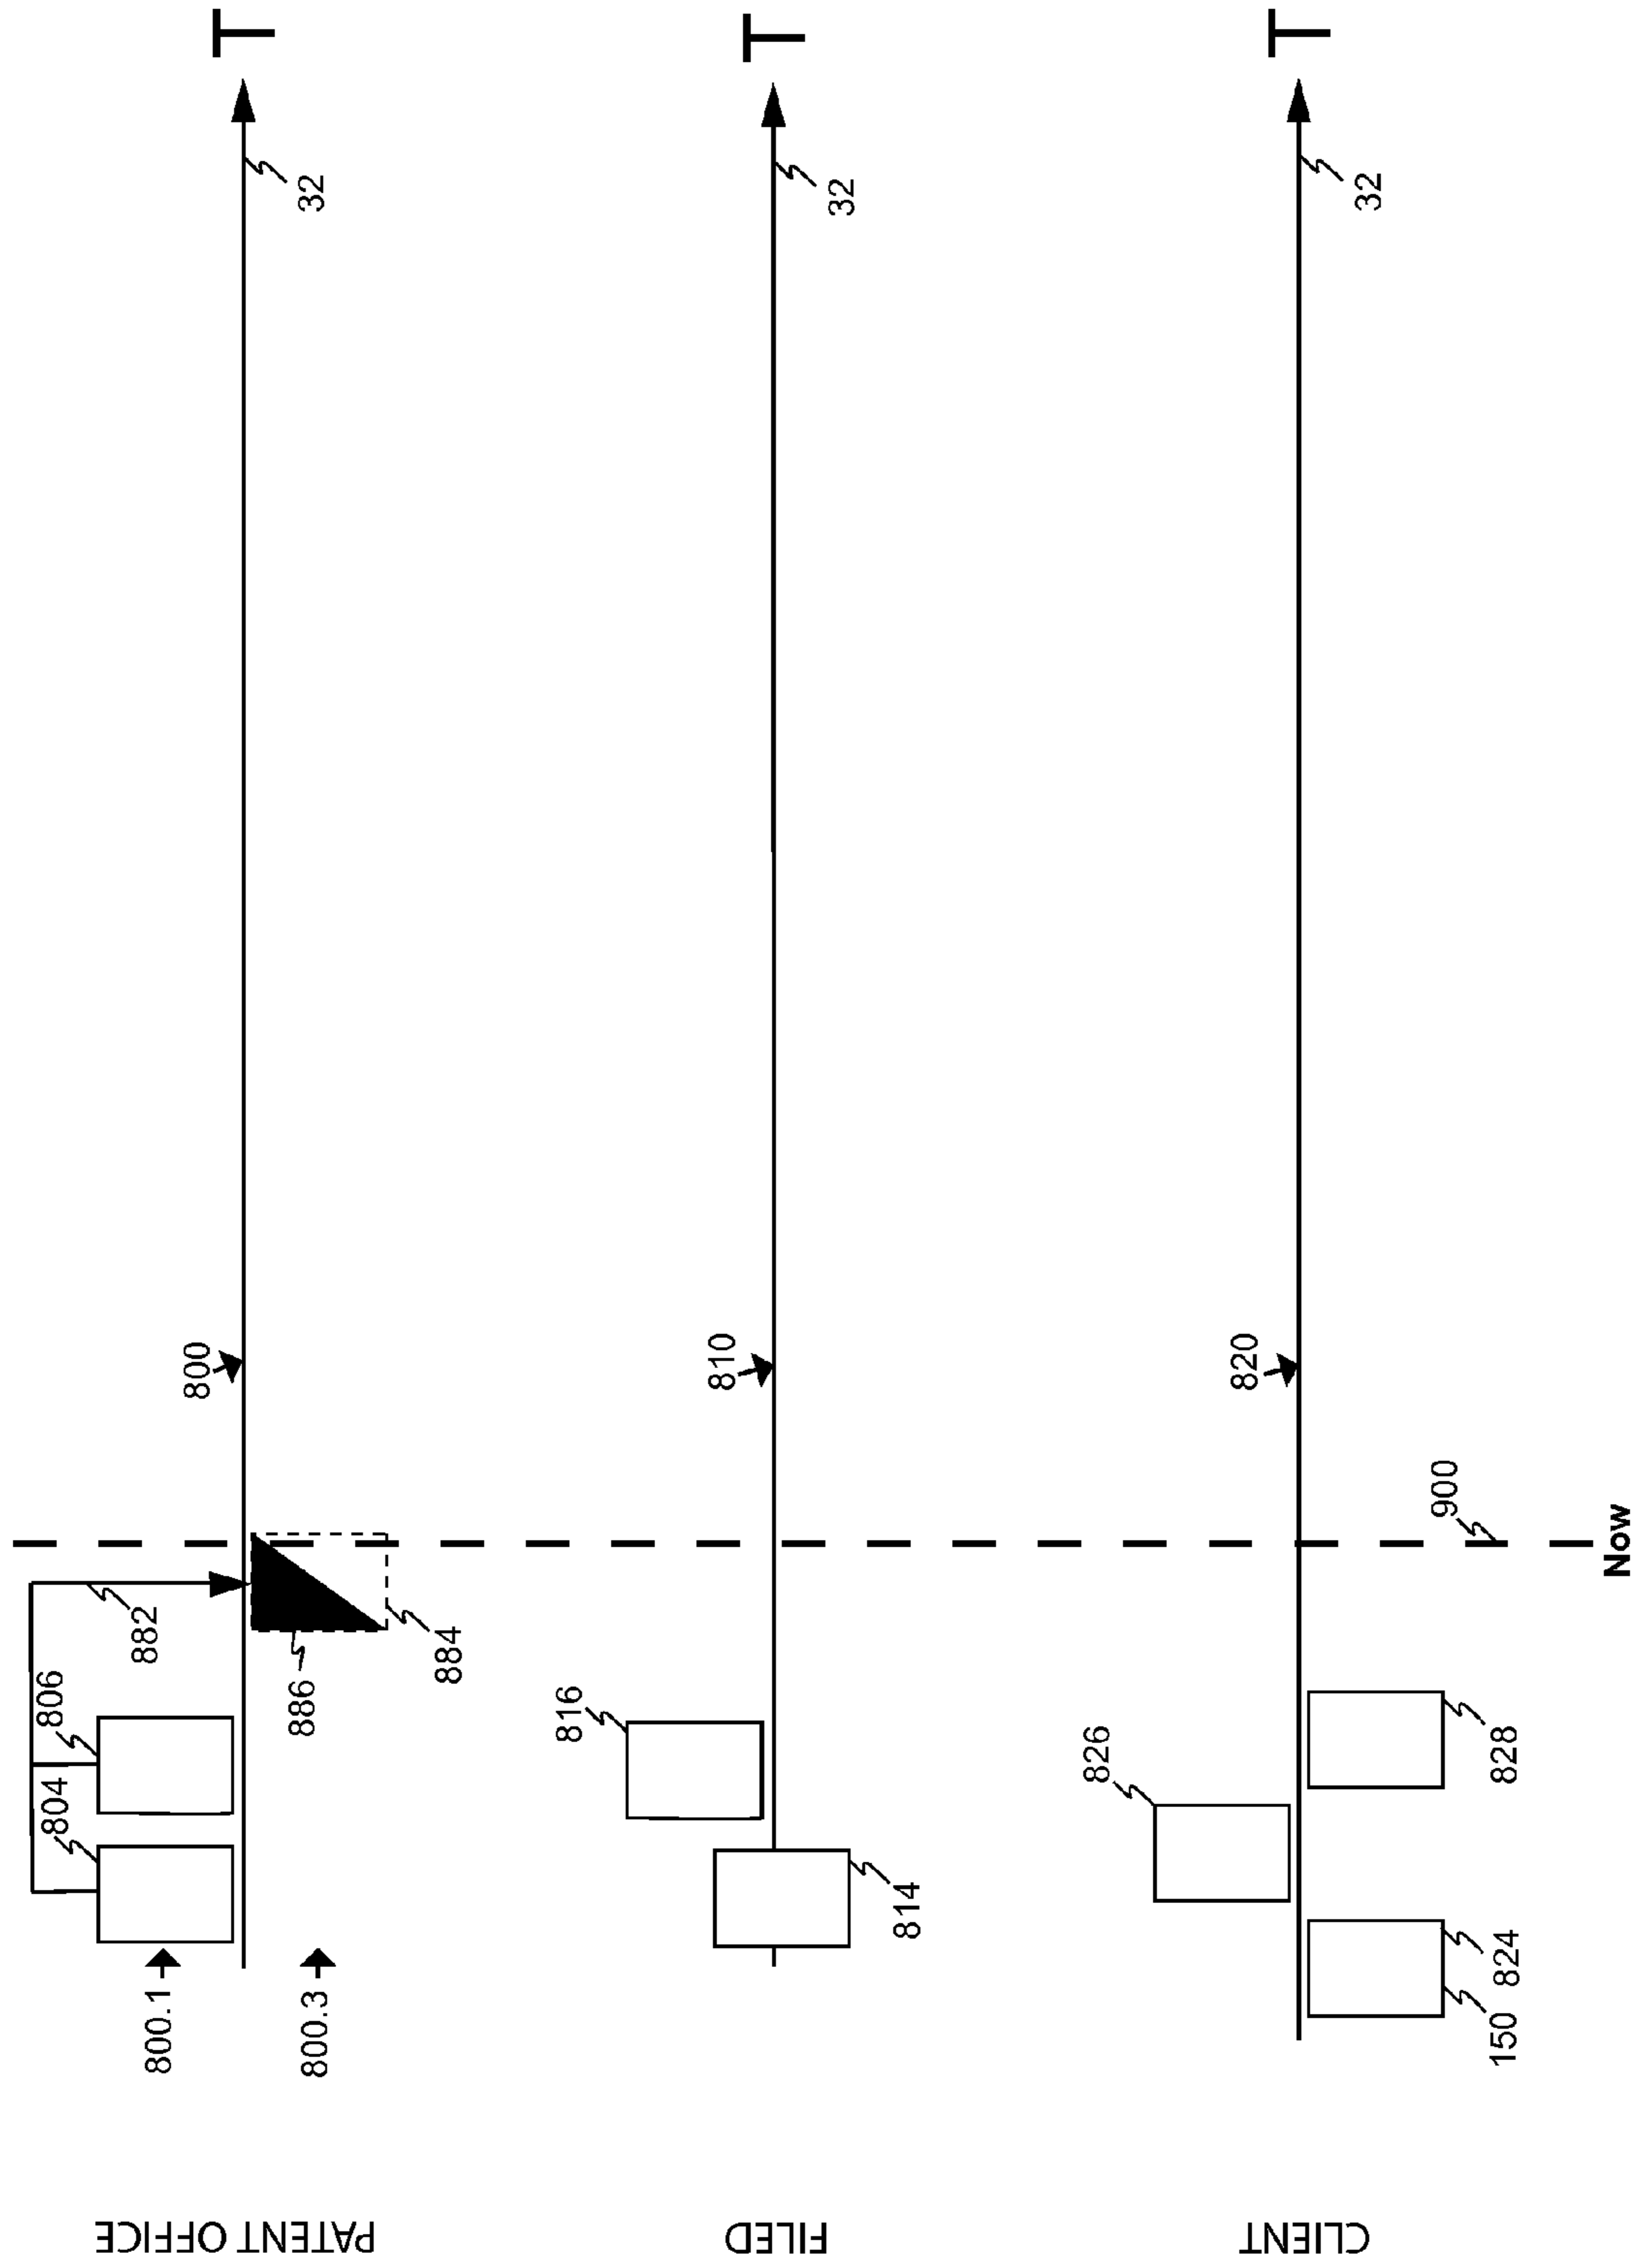 PATENT OFFICE
800.1
800.3
804
806
882
886
884
800
32
T
FILED
816
814
810
32
T
CLIENT
826
150
824
828
820
900
Now
32
T